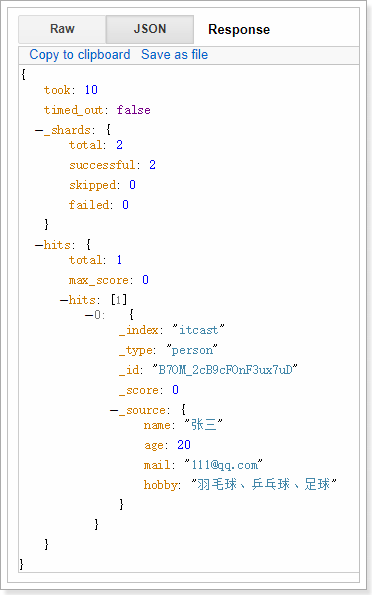 Raw JSON Response
Copy to clipboard Save as file
{
took: 10
timed_out: false
−_shards: {
total: 2
successful: 2
skipped: 0
failed: 0
}
−hits: {
total: 1
max_score: 0
−hits: [1]
−0: {
_index: "itcast"
_type: "person"
_id: "B7OM_2cB9cFOnF3ux7uD"
_score: 0
−_source: {
name: "张三"
age: 20
mail: "111@qq.com"
hobby: "羽毛球、乒乓球、足球"
}
}
}
}